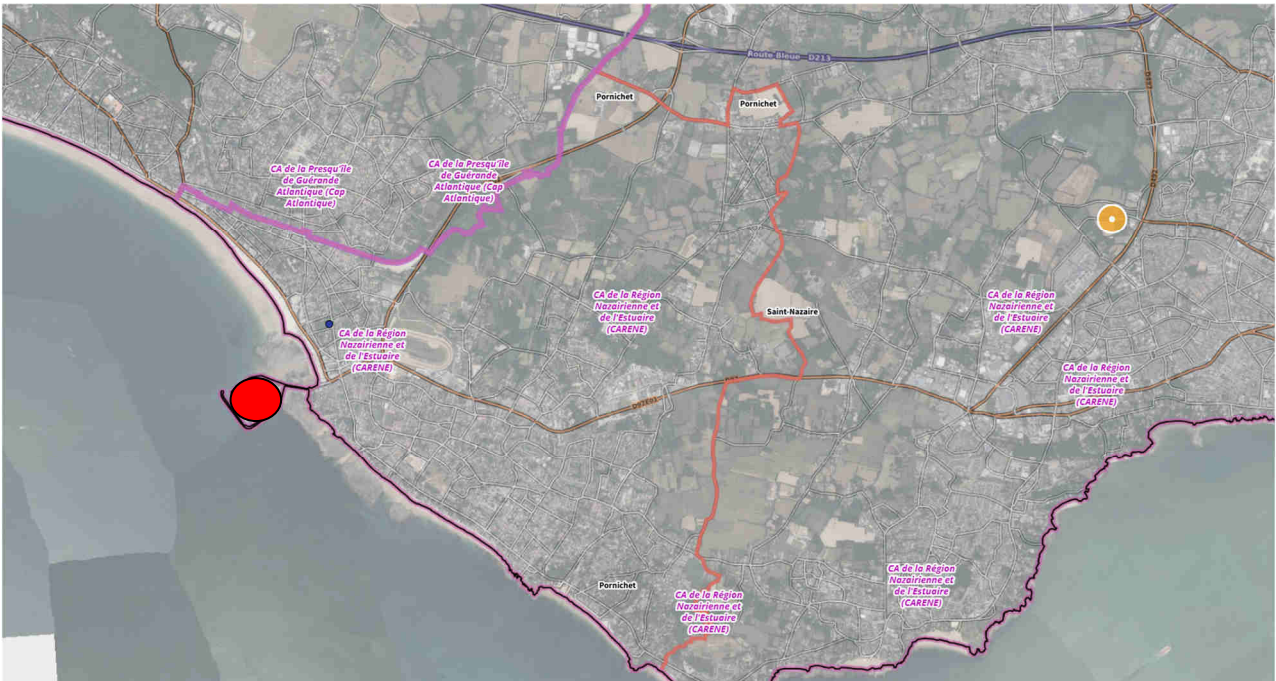 Route Bleue - D213
Pornichet
Pornichet
CA de la Presqu'île
de Guérande
Atlantique (Cap
Atlantique)
CA de la Presqu'île
de Guérande
Atlantique (Cap
Atlantique)
D492
CA de la Région
Nazairienne et
de l'Estuaire
(CARENE)
CA de la Région
Nazairienne et
de l'Estuaire
(CARENE)
Saint-Nazaire
CA de la Région
Nazairienne et
de l'Estuaire
(CARENE)
CA de la Région
Nazairienne et
de l'Estuaire
(CARENE)
D92E01
Pornichet
CA de la Région
Nazairienne et
de l'Estuaire
(CARENE)
CA de la Région
Nazairienne et
de l'Estuaire
(CARENE)